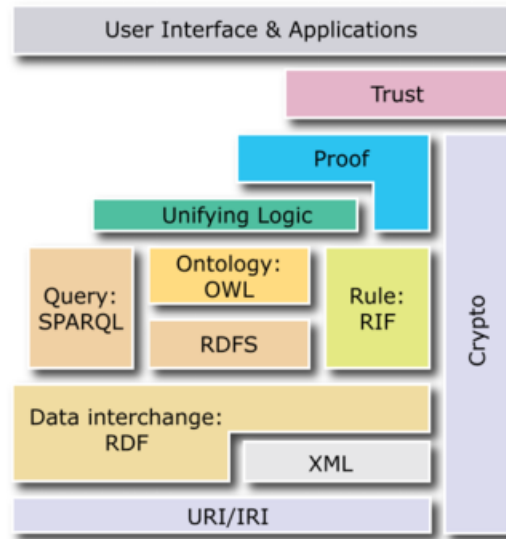 User Interface & Applications
Trust
Proof
Unifying Logic
Query:
SPARQL
Ontology:
OWL
RDFS
Rule:
RIF
Crypto
Data interchange:
RDF
XML
URI/IRI